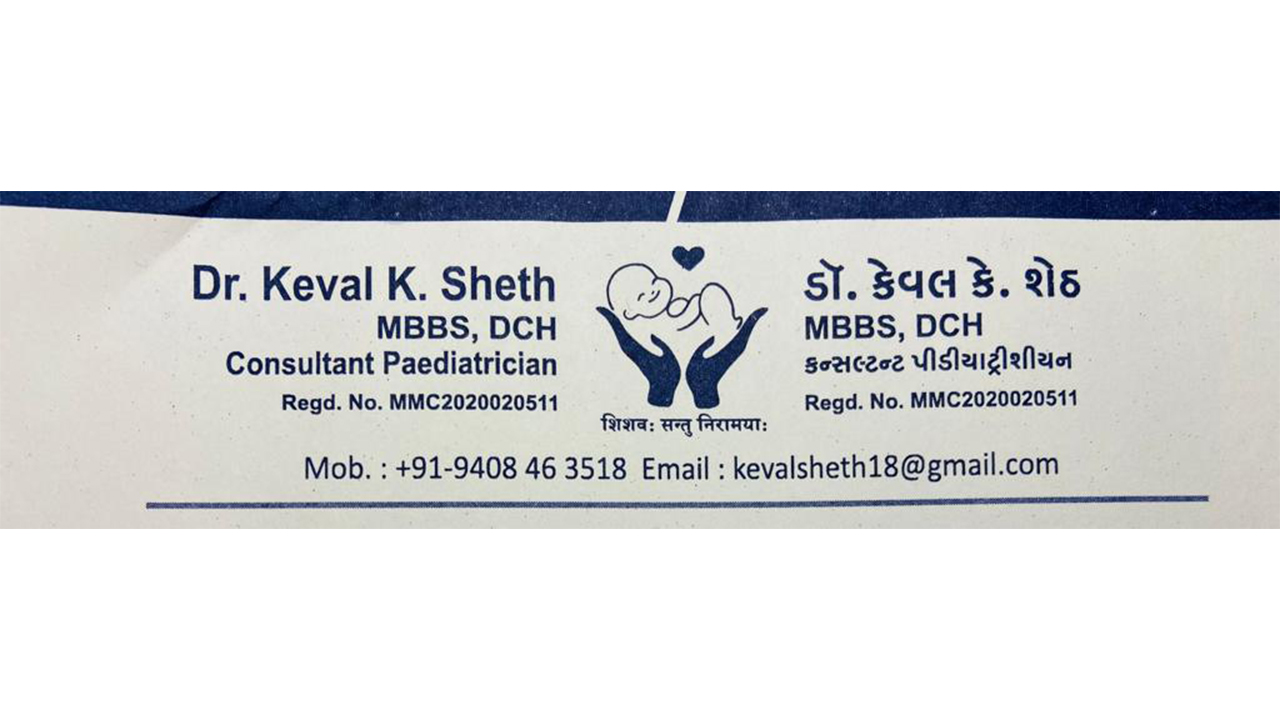 Dr. Keval K. Sheth
MBBS, DCH
Consultant Paediatrician
Regd. No. MMC2020020511
शिशवः सन्तु निरामयाः
ડૉ. કેવલ કે. શેઠ
MBBS, DCH
કન્સલ્ટન્ટ પીડીયાટ્રીશીયન
Regd. No. MMC2020020511
Mob. : +91-9408 46 3518 Email : kevalsheth18@gmail.com